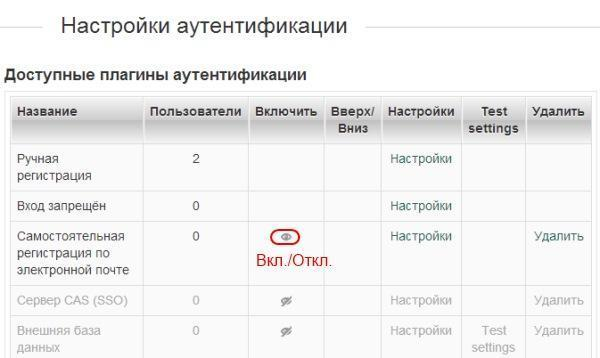 Настройки аутентификации
Доступные плагины аутентификации
Название Пользователи Включить Вверх/ Настройки Test Удалить
Вниз settings
Ручная 2 Настройки
регистрация
Вход запрещён 0 Настройки
Самостоятельная 0 Настройки Удалить
регистрация по
электронной почте
Вкл./Откл.
Сервер CAS (SSO) 0 Настройки Удалить
Внешняя база 0 Настройки Test Удалить
данных settings